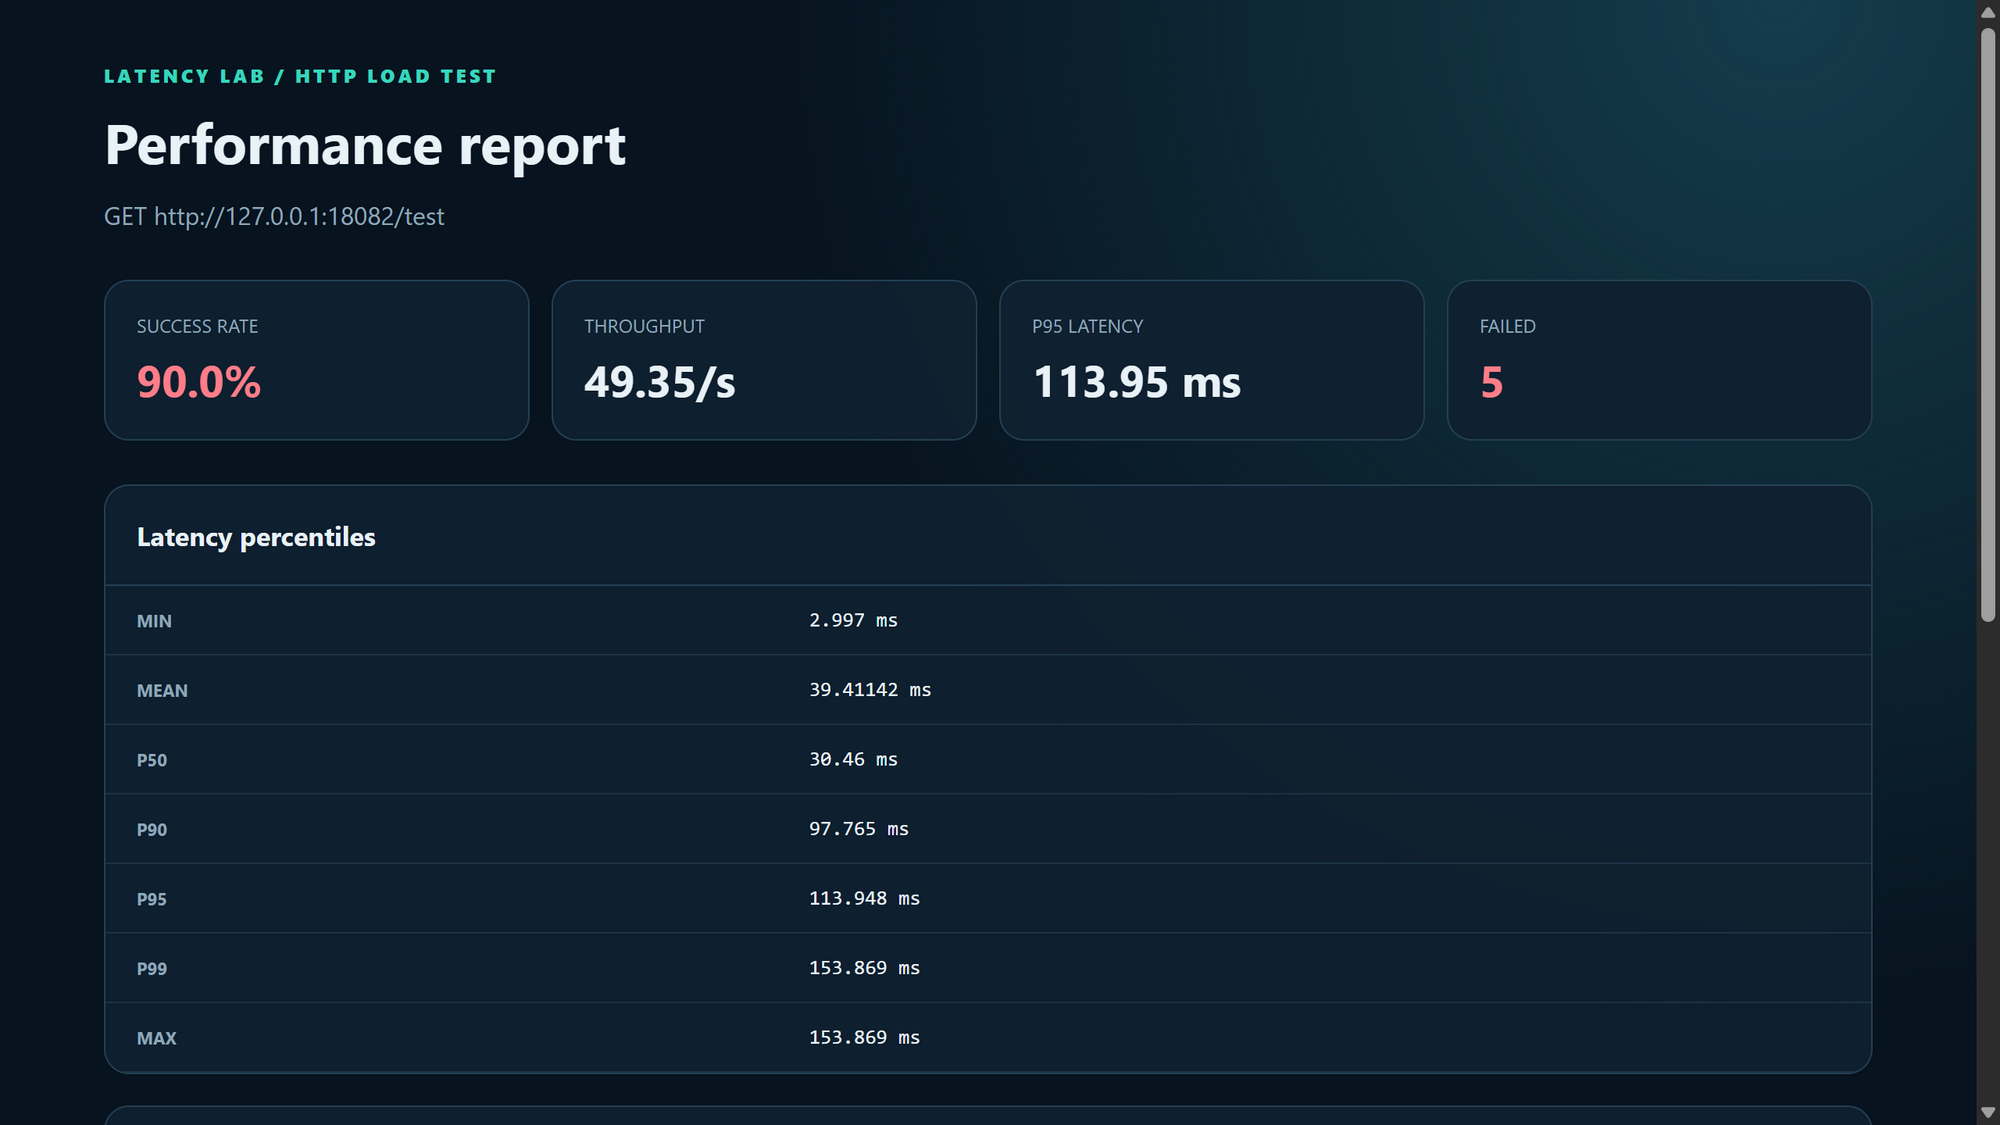 LATENCY LAB / HTTP LOAD TEST
Performance report
GET http://127.0.0.1:18082/test
SUCCESS RATE
90.0%
THROUGHPUT
49.35/s
P95 LATENCY
113.95 ms
FAILED
5
Latency percentiles
MIN 2.997 ms
MEAN 39.41142 ms
P50 30.46 ms
P90 97.765 ms
P95 113.948 ms
P99 153.869 ms
MAX 153.869 ms